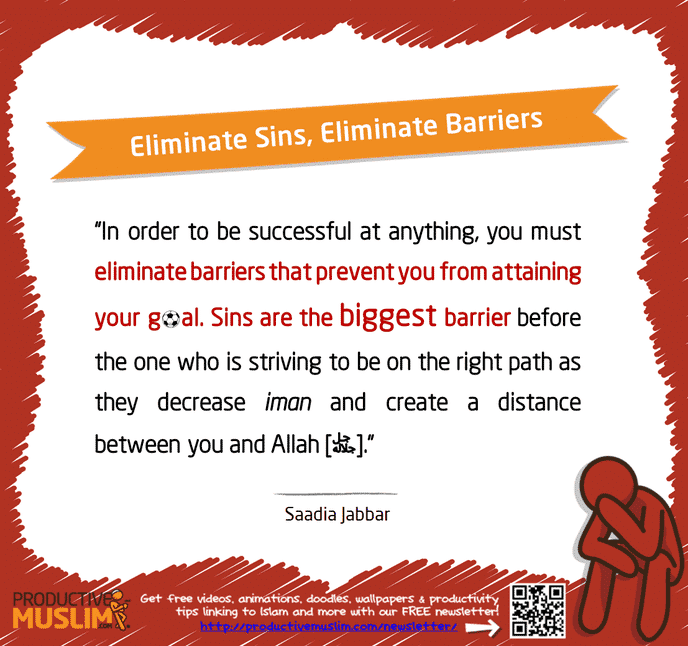 Eliminate Sins, Eliminate Barriers
"In order to be successful at anything, you must
eliminate barriers that prevent you from attaining
your goal. Sins are the biggest barrier before
the one who is striving to be on the right path as
they decrease iman and create a distance
between you and Allah [ﷻ]."
Saadia Jabbar
PRODUCTIVE
MUSLIM
.COM
Get free videos, animations, doodles, wallpapers & productivity
tips linking to Islam and more with our FREE newsletter!
http://productivemuslim.com/newsletter/